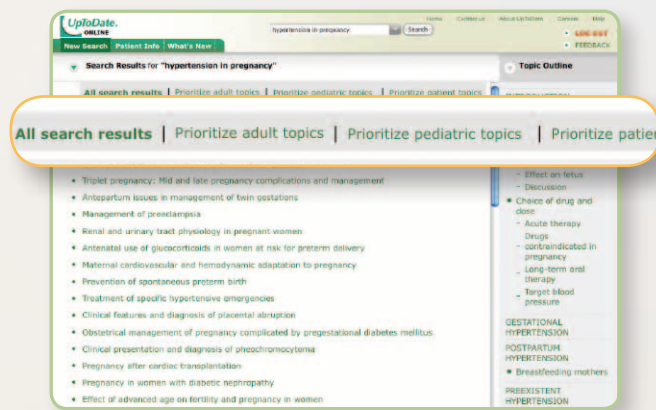 UpToDate.
ONLINE
hypertension in pregnancy
Search
Home Contact us About UpToDate Careers Help
LOG OUT
FEEDBACK
New Search Patient Info What's New
Search Results for "hypertension in pregnancy"
Topic Outline
All search results | Prioritize adult topics | Prioritize pediatric topics | Prioritize patient topics
All search results | Prioritize adult topics | Prioritize pediatric topics | Prioritize patien
• Triplet pregnancy: Mid and late pregnancy complications and management
• Antepartum issues in management of twin gestations
• Management of preeclampsia
• Renal and urinary tract physiology in pregnant women
• Antenatal use of glucocorticoids in women at risk for preterm delivery
• Maternal cardiovascular and hemodynamic adaptation to pregnancy
• Prevention of spontaneous preterm birth
• Treatment of specific hypertensive emergencies
• Clinical features and diagnosis of placental abruption
• Obstetrical management of pregnancy complicated by pregestational diabetes mellitus
• Clinical presentation and diagnosis of pheochromocytoma
• Pregnancy after cardiac transplantation
• Pregnancy in women with diabetic nephropathy
• Effect of advanced age on fertility and pregnancy in women
- Effect on fetus
- Discussion
• Choice of drug and
dose
- Acute therapy
Drugs
- contraindicated in
pregnancy
- Long-term oral
therapy
- Target blood
pressure
GESTATIONAL
HYPERTENSION
POSTPARTUM
HYPERTENSION
• Breastfeeding mothers
PREEXISTENT
HYPERTENSION